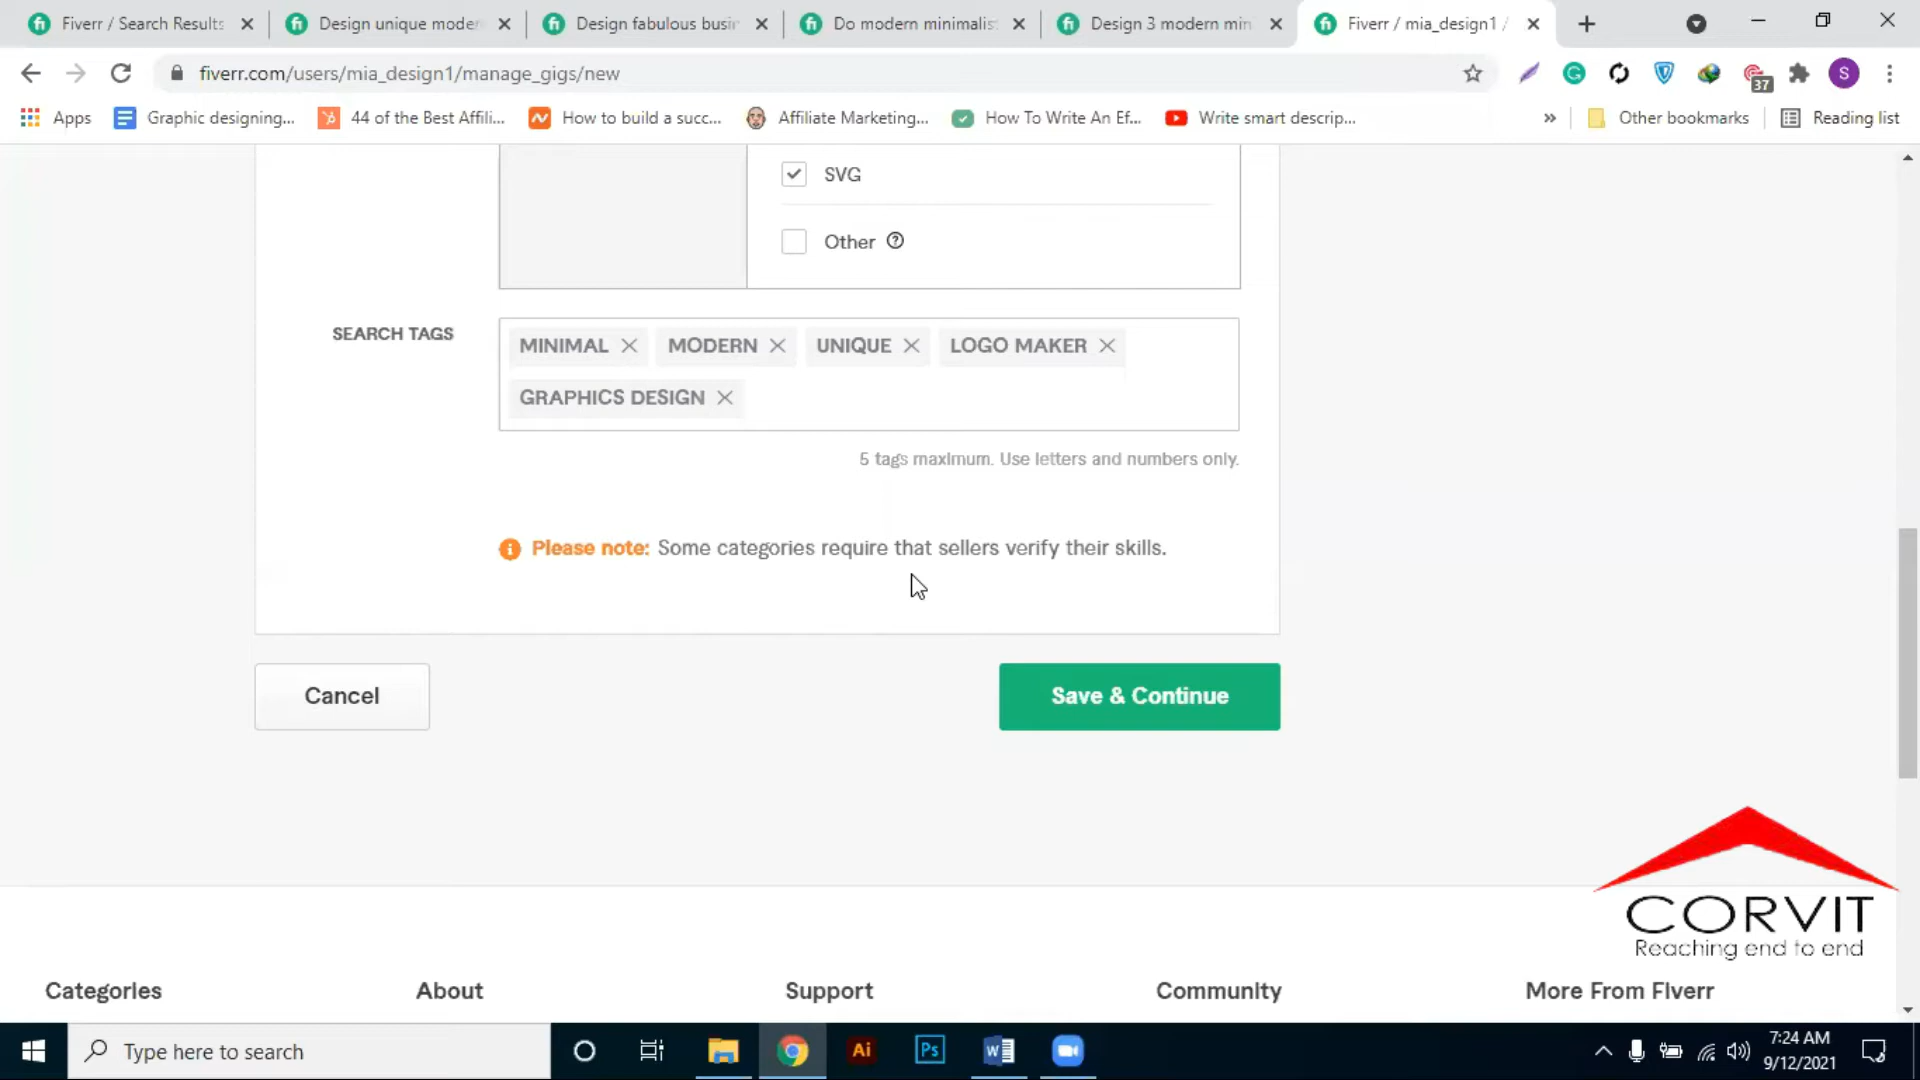 Fiverr / Search Results
Design unique moder
Design fabulous busin
Do modern minimalis
Design 3 modern min
Fiverr / mia_design1 /
fiverr.com/users/mia_design1/manage_gigs/new
37
S
Apps
Graphic designing...
44 of the Best Affili...
How to build a succ...
Affiliate Marketing...
How To Write An Ef...
Write smart descrip...
»
Other bookmarks
Reading list
SVG
Other
SEARCH TAGS
MINIMAL
MODERN
UNIQUE
LOGO MAKER
GRAPHICS DESIGN
5 tags maximum. Use letters and numbers only.
Please note: Some categories require that sellers verify their skills.
Cancel
Save & Continue
CORVIT
Reaching end to end
Categories
About
Support
Community
More From Fiverr
Type here to search
Ai
Ps
7:24 AM
9/12/2021